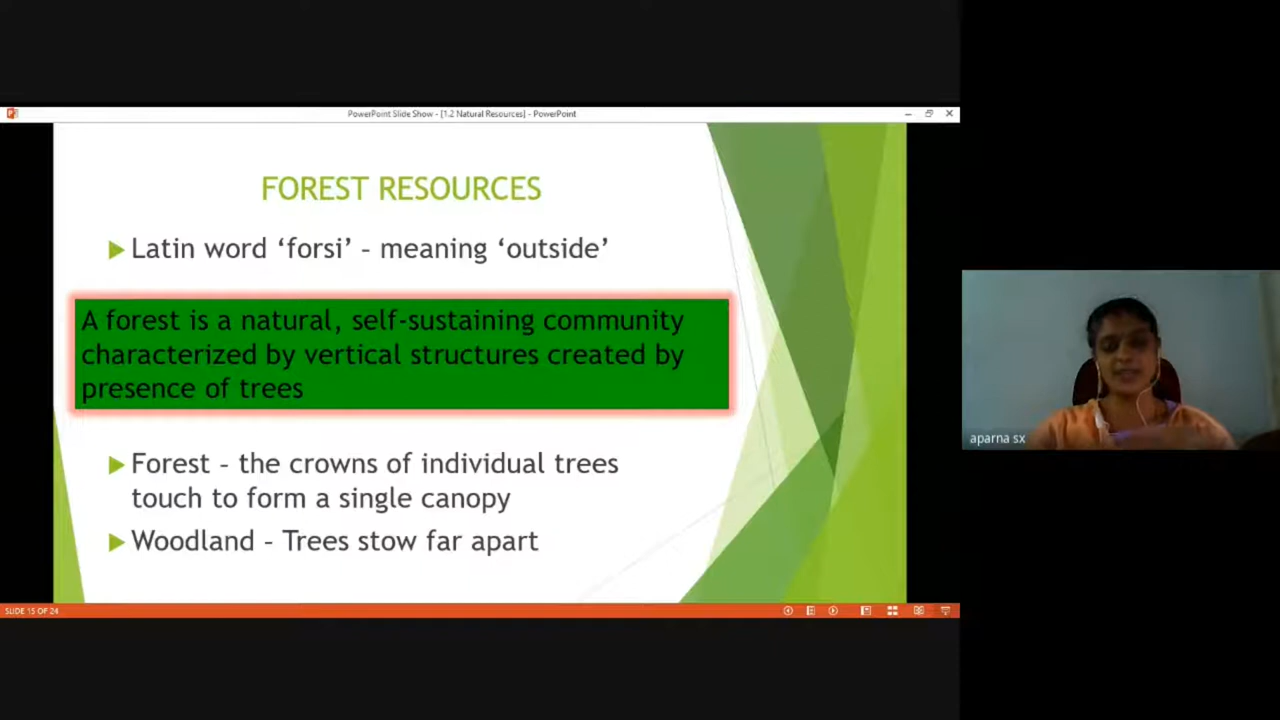 PowerPoint Slide Show - [1.2 Natural Resources] - PowerPoint
FOREST RESOURCES
Latin word ‘forsi’ – meaning ‘outside’
A forest is a natural, self-sustaining community
characterized by vertical structures created by
presence of trees
Forest – the crowns of individual trees
touch to form a single canopy
Woodland – Trees stow far apart
SLIDE 15 OF 24
aparna sx